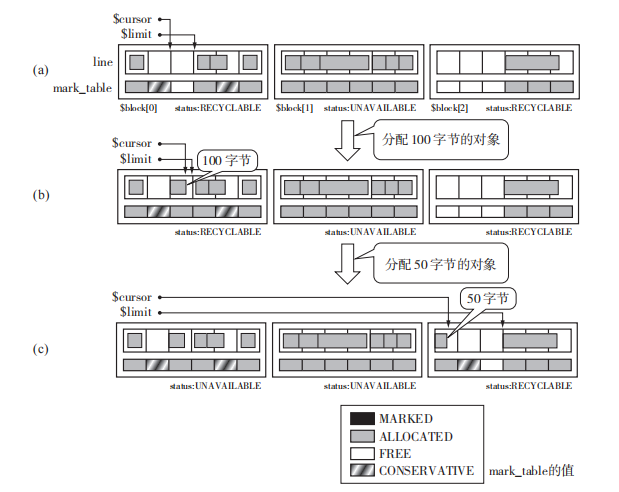 $cursor
$limit
(a)
line
mark_table
$block[0] status:RECYCLABLE
$block[1] status:UNAVAILABLE
$block[2] status:RECYCLABLE
分配 100 字节的对象
$cursor
$limit
100 字节
(b)
status:RECYCLABLE
status:UNAVAILABLE
status:RECYCLABLE
分配 50 字节的对象
$cursor
$limit
50 字节
(c)
status:UNAVAILABLE
status:UNAVAILABLE
status:RECYCLABLE
MARKED
ALLOCATED
FREE
CONSERVATIVE mark_table的值